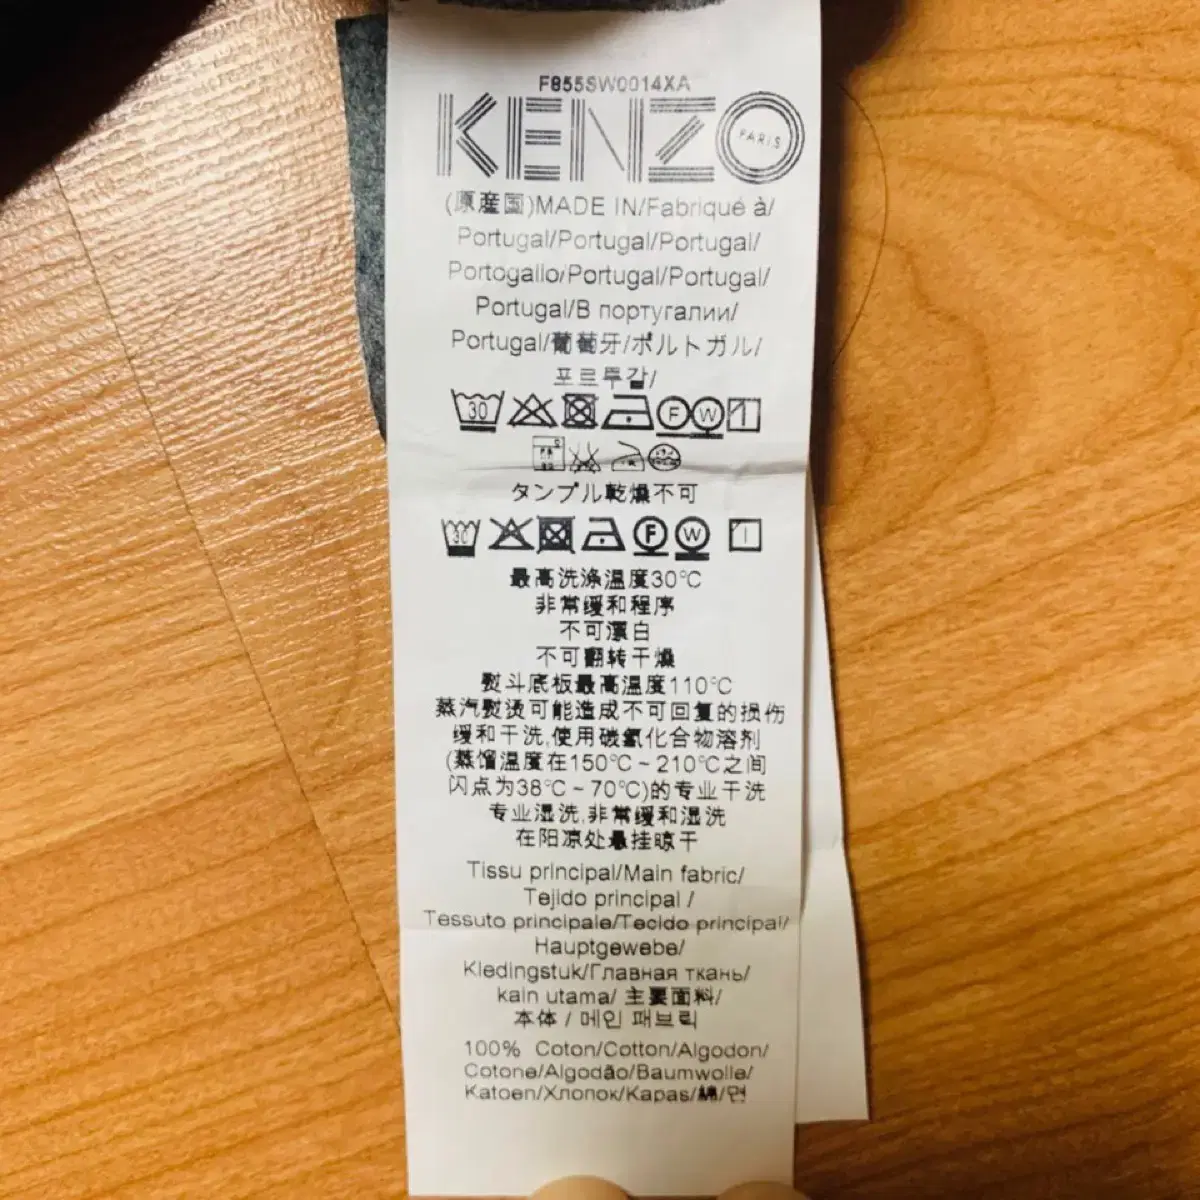 F855SW0014XA
KENZO
PARIS
(原産国)MADE IN/Fabriqué à/
Portugal/Portugal/Portugal/
Portogallo/Portugal/Portugal/
Portugal/В португалии/
Portugal/葡萄牙/ポルトガル/
포르투갈/
30 F W
タンブル乾燥不可
30 F W
最高洗涤温度30°C
非常缓和程序
不可漂白
不可翻转干燥
熨斗底板最高温度110°C
蒸汽熨烫可能造成不可回复的损伤
缓和干洗,使用碳氢化合物溶剂
(蒸馏温度在150°C ~ 210°C之间
闪点为38°C ~ 70°C)的专业干洗
专业湿洗,非常缓和湿洗
在阳凉处悬挂晾干
Tissu principal/Main fabric/
Tejido principal /
Tessuto principale/Tecido principal/
Hauptgewebe/
Kledingstuk/Главная ткань/
kain utama/ 主要面料/
本体 / 메인 패브릭
100% Coton/Cotton/Algodon/
Cotone/Algodão/Baumwolle/
Katoen/Хлопок/Kapas/綿/면